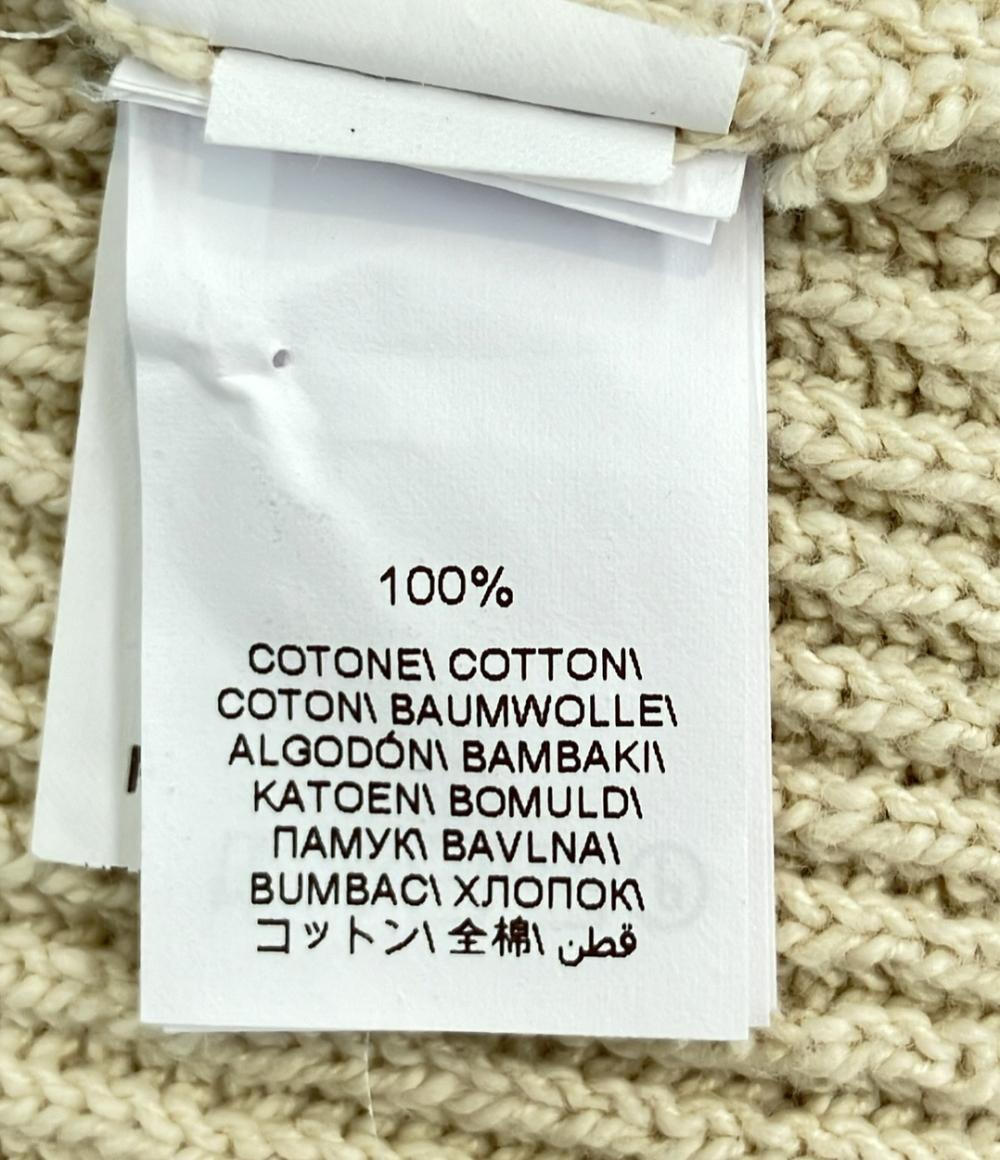 100%
COTONE\ COTTON\
COTON\ BAUMWOLLE\
ALGODÓN\ BAMBAKI\
KATOEN\ BOMULD\
ПАМУК\ BAVLNA\
BUMBAC\ ХЛОПОК\
コットン\ 全棉\ قطن